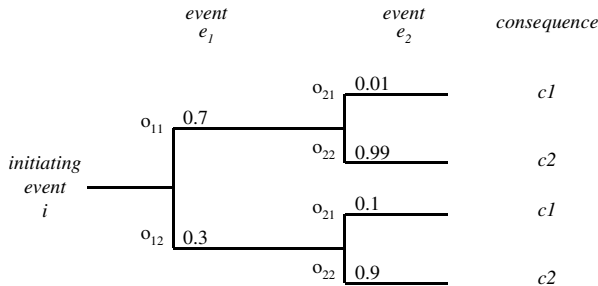 event
e₁
event
e₂
consequence
o₂₁ 0.01
c1
o₁₁ 0.7
o₂₂ 0.99
c2
initiating
event
i
o₂₁ 0.1
c1
o₁₂ 0.3
o₂₂ 0.9
c2